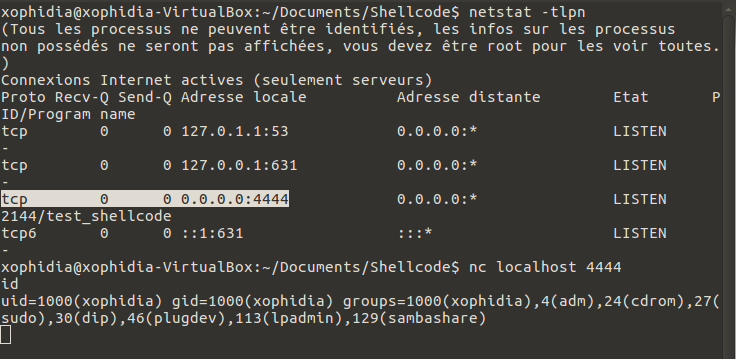 xophidia@xophidia-VirtualBox:~/Documents/Shellcode$ netstat -tlpn
(Tous les processus ne peuvent être identifiés, les infos sur les processus
non possédés ne seront pas affichées, vous devez être root pour les voir toutes.
)
Connexions Internet actives (seulement serveurs)
Proto Recv-Q Send-Q Adresse locale          Adresse distante        Etat       P
ID/Program name
tcp        0      0 127.0.1.1:53            0.0.0.0:*               LISTEN
-
tcp        0      0 127.0.0.1:631           0.0.0.0:*               LISTEN
-
tcp        0      0 0.0.0.0:4444            0.0.0.0:*               LISTEN
2144/test_shellcode
tcp6       0      0 ::1:631                 :::*                    LISTEN
-
xophidia@xophidia-VirtualBox:~/Documents/Shellcode$ nc localhost 4444
id
uid=1000(xophidia) gid=1000(xophidia) groups=1000(xophidia),4(adm),24(cdrom),27(
sudo),30(dip),46(plugdev),113(lpadmin),129(sambashare)